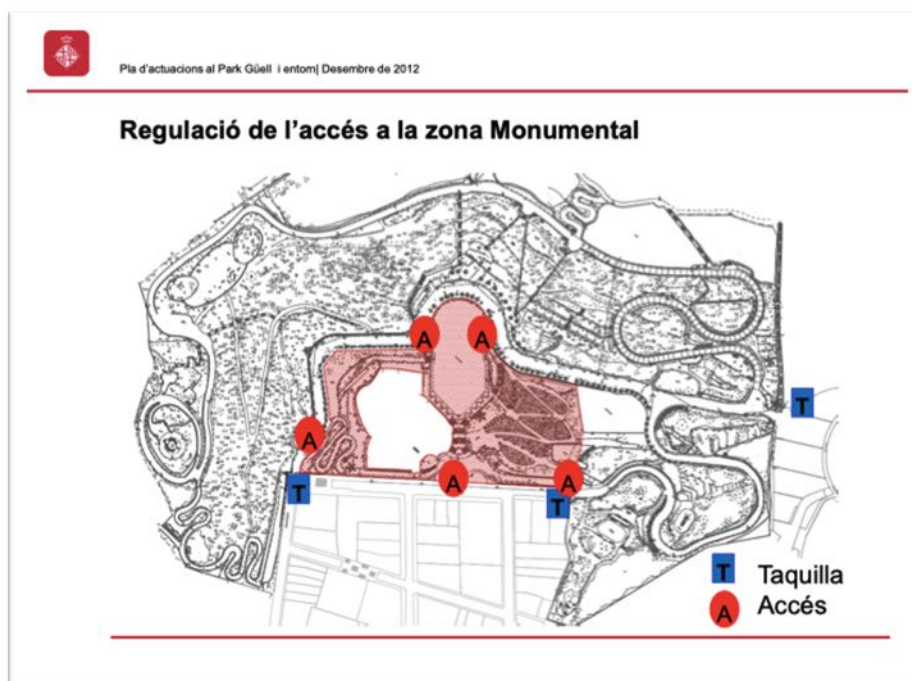 Pla d'actuacions al Park Güell i entorn| Desembre de 2012
Regulació de l'accés a la zona Monumental
A
A
T
A
T
A
A
T
T Taquilla
A Accés